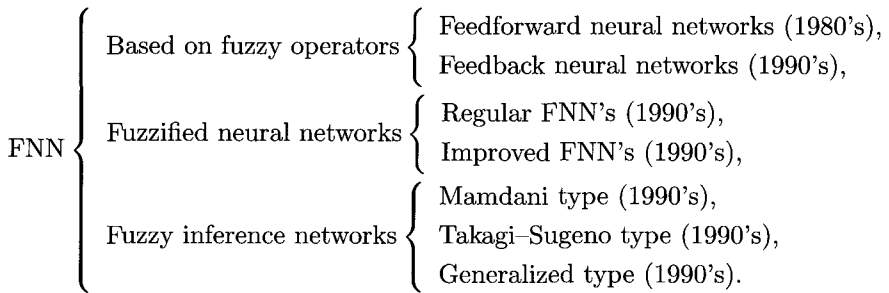 FNN
Based on fuzzy operators
Feedforward neural networks (1980's),
Feedback neural networks (1990's),
Fuzzified neural networks
Regular FNN's (1990's),
Improved FNN's (1990's),
Fuzzy inference networks
Mamdani type (1990's),
Takagi–Sugeno type (1990's),
Generalized type (1990's).